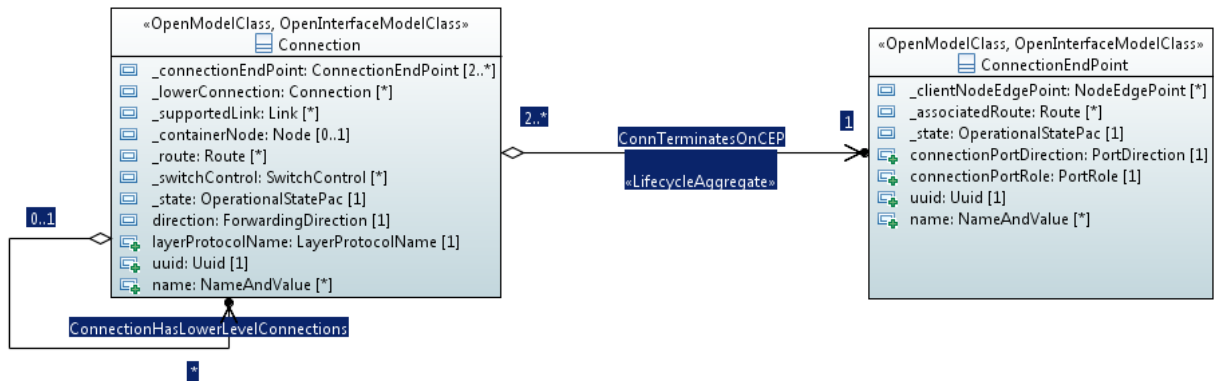 «OpenModelClass, OpenInterfaceModelClass»
Connection
_connectionEndPoint: ConnectionEndPoint [2..*]
_lowerConnection: Connection [*]
_supportedLink: Link [*]
_containerNode: Node [0..1]
_route: Route [*]
_switchControl: SwitchControl [*]
_state: OperationalStatePac [1]
direction: ForwardingDirection [1]
layerProtocolName: LayerProtocolName [1]
uuid: Uuid [1]
name: NameAndValue [*]
0..1
ConnectionHasLowerLevelConnections
*
2..*
ConnTerminatesOnCEP
1
«LifecycleAggregate»
«OpenModelClass, OpenInterfaceModelClass»
ConnectionEndPoint
_clientNodeEdgePoint: NodeEdgePoint [*]
_associatedRoute: Route [*]
_state: OperationalStatePac [1]
connectionPortDirection: PortDirection [1]
connectionPortRole: PortRole [1]
uuid: Uuid [1]
name: NameAndValue [*]